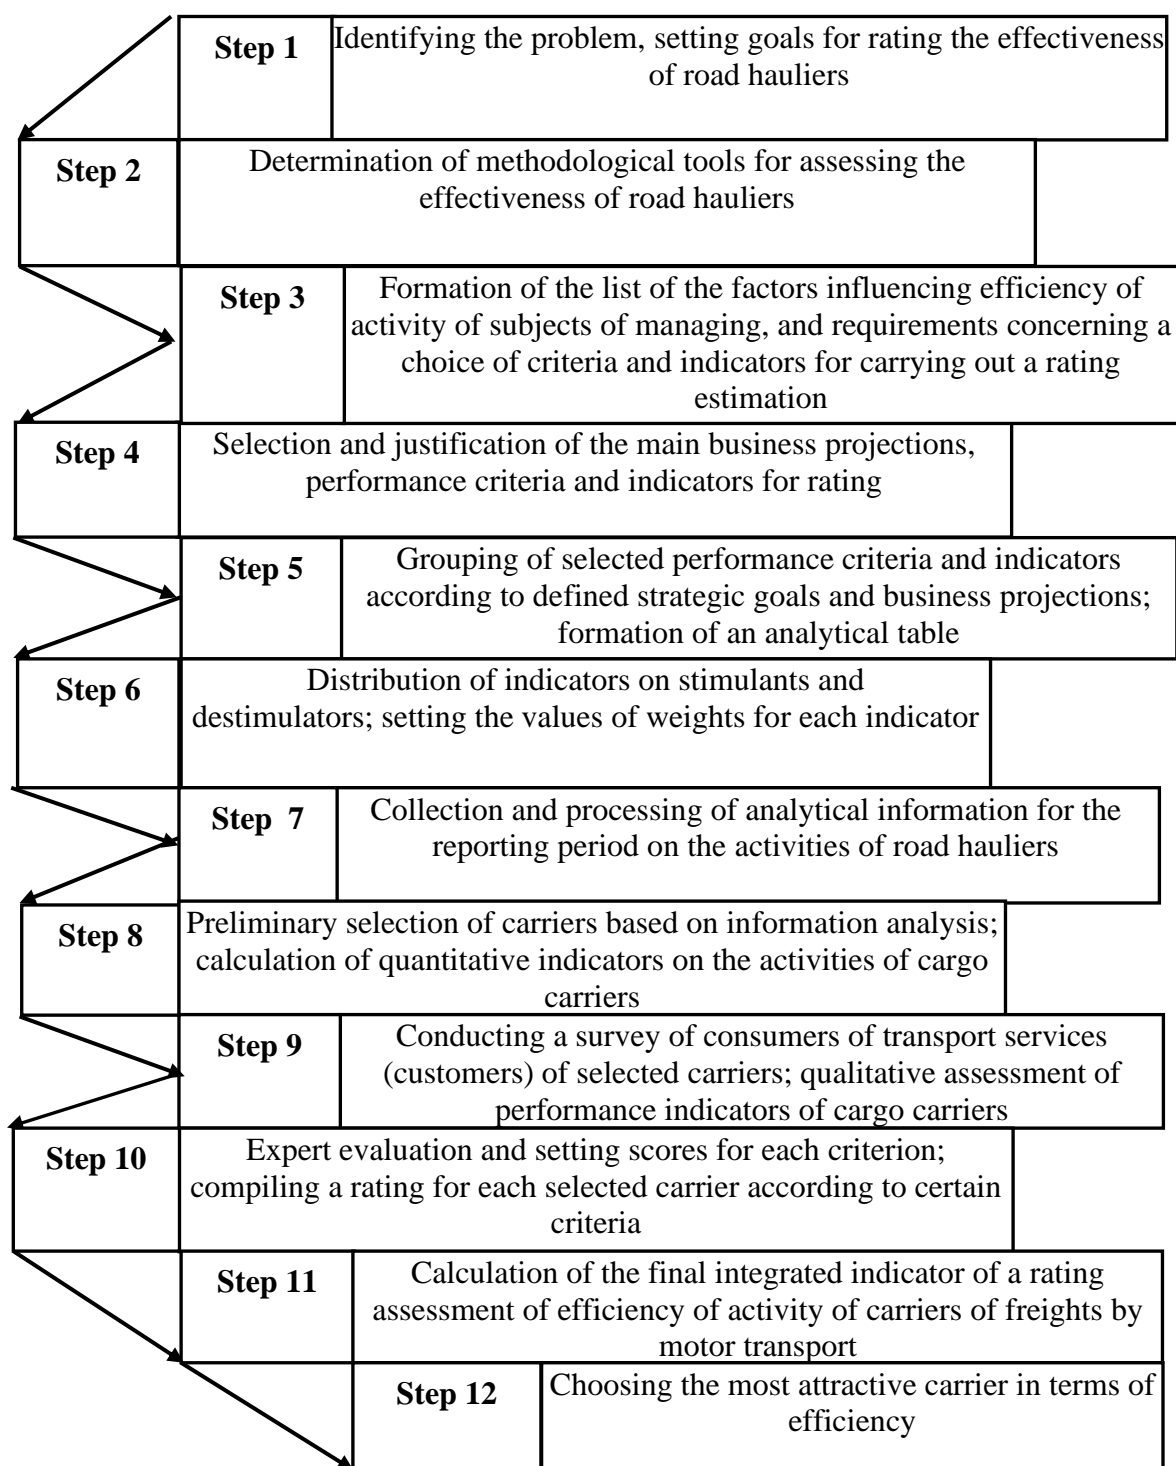 Step 1
Identifying the problem, setting goals for rating the effectiveness
of road hauliers
Step 2
Determination of methodological tools for assessing the
effectiveness of road hauliers
Step 3
Formation of the list of the factors influencing efficiency of
activity of subjects of managing, and requirements concerning a
choice of criteria and indicators for carrying out a rating
estimation
Step 4
Selection and justification of the main business projections,
performance criteria and indicators for rating
Step 5
Grouping of selected performance criteria and indicators
according to defined strategic goals and business projections;
formation of an analytical table
Step 6
Distribution of indicators on stimulants and
destimulators; setting the values of weights for each indicator
Step 7
Collection and processing of analytical information for the
reporting period on the activities of road hauliers
Step 8
Preliminary selection of carriers based on information analysis;
calculation of quantitative indicators on the activities of cargo
carriers
Step 9
Conducting a survey of consumers of transport services
(customers) of selected carriers; qualitative assessment of
performance indicators of cargo carriers
Step 10
Expert evaluation and setting scores for each criterion;
compiling a rating for each selected carrier according to certain
criteria
Step 11
Calculation of the final integrated indicator of a rating
assessment of efficiency of activity of carriers of freights by
motor transport
Step 12
Choosing the most attractive carrier in terms of
efficiency